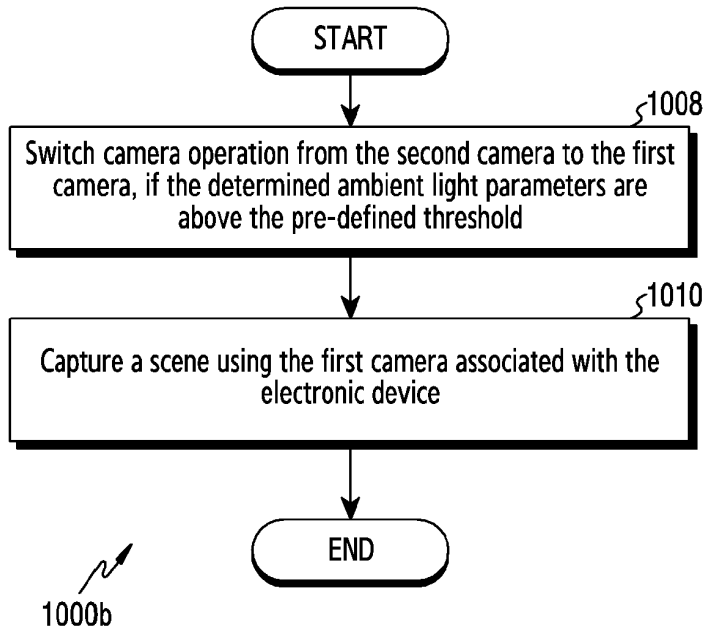 START
1008
Switch camera operation from the second camera to the first
camera, if the determined ambient light parameters are
above the pre-defined threshold
1010
Capture a scene using the first camera associated with the
electronic device
END
1000b